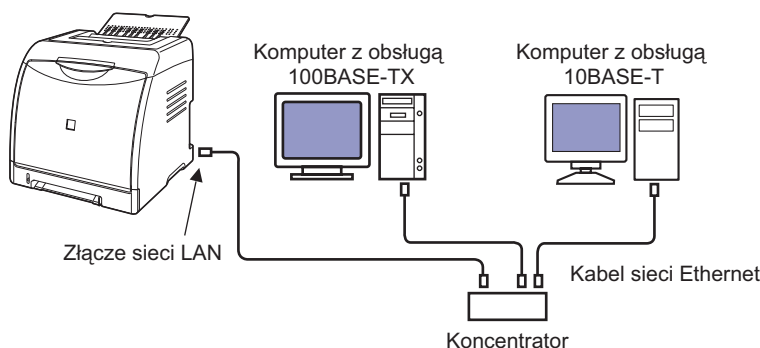 Komputer z obsługą
100BASE-TX
Komputer z obsługą
10BASE-T
Złącze sieci LAN
Kabel sieci Ethernet
Koncentrator